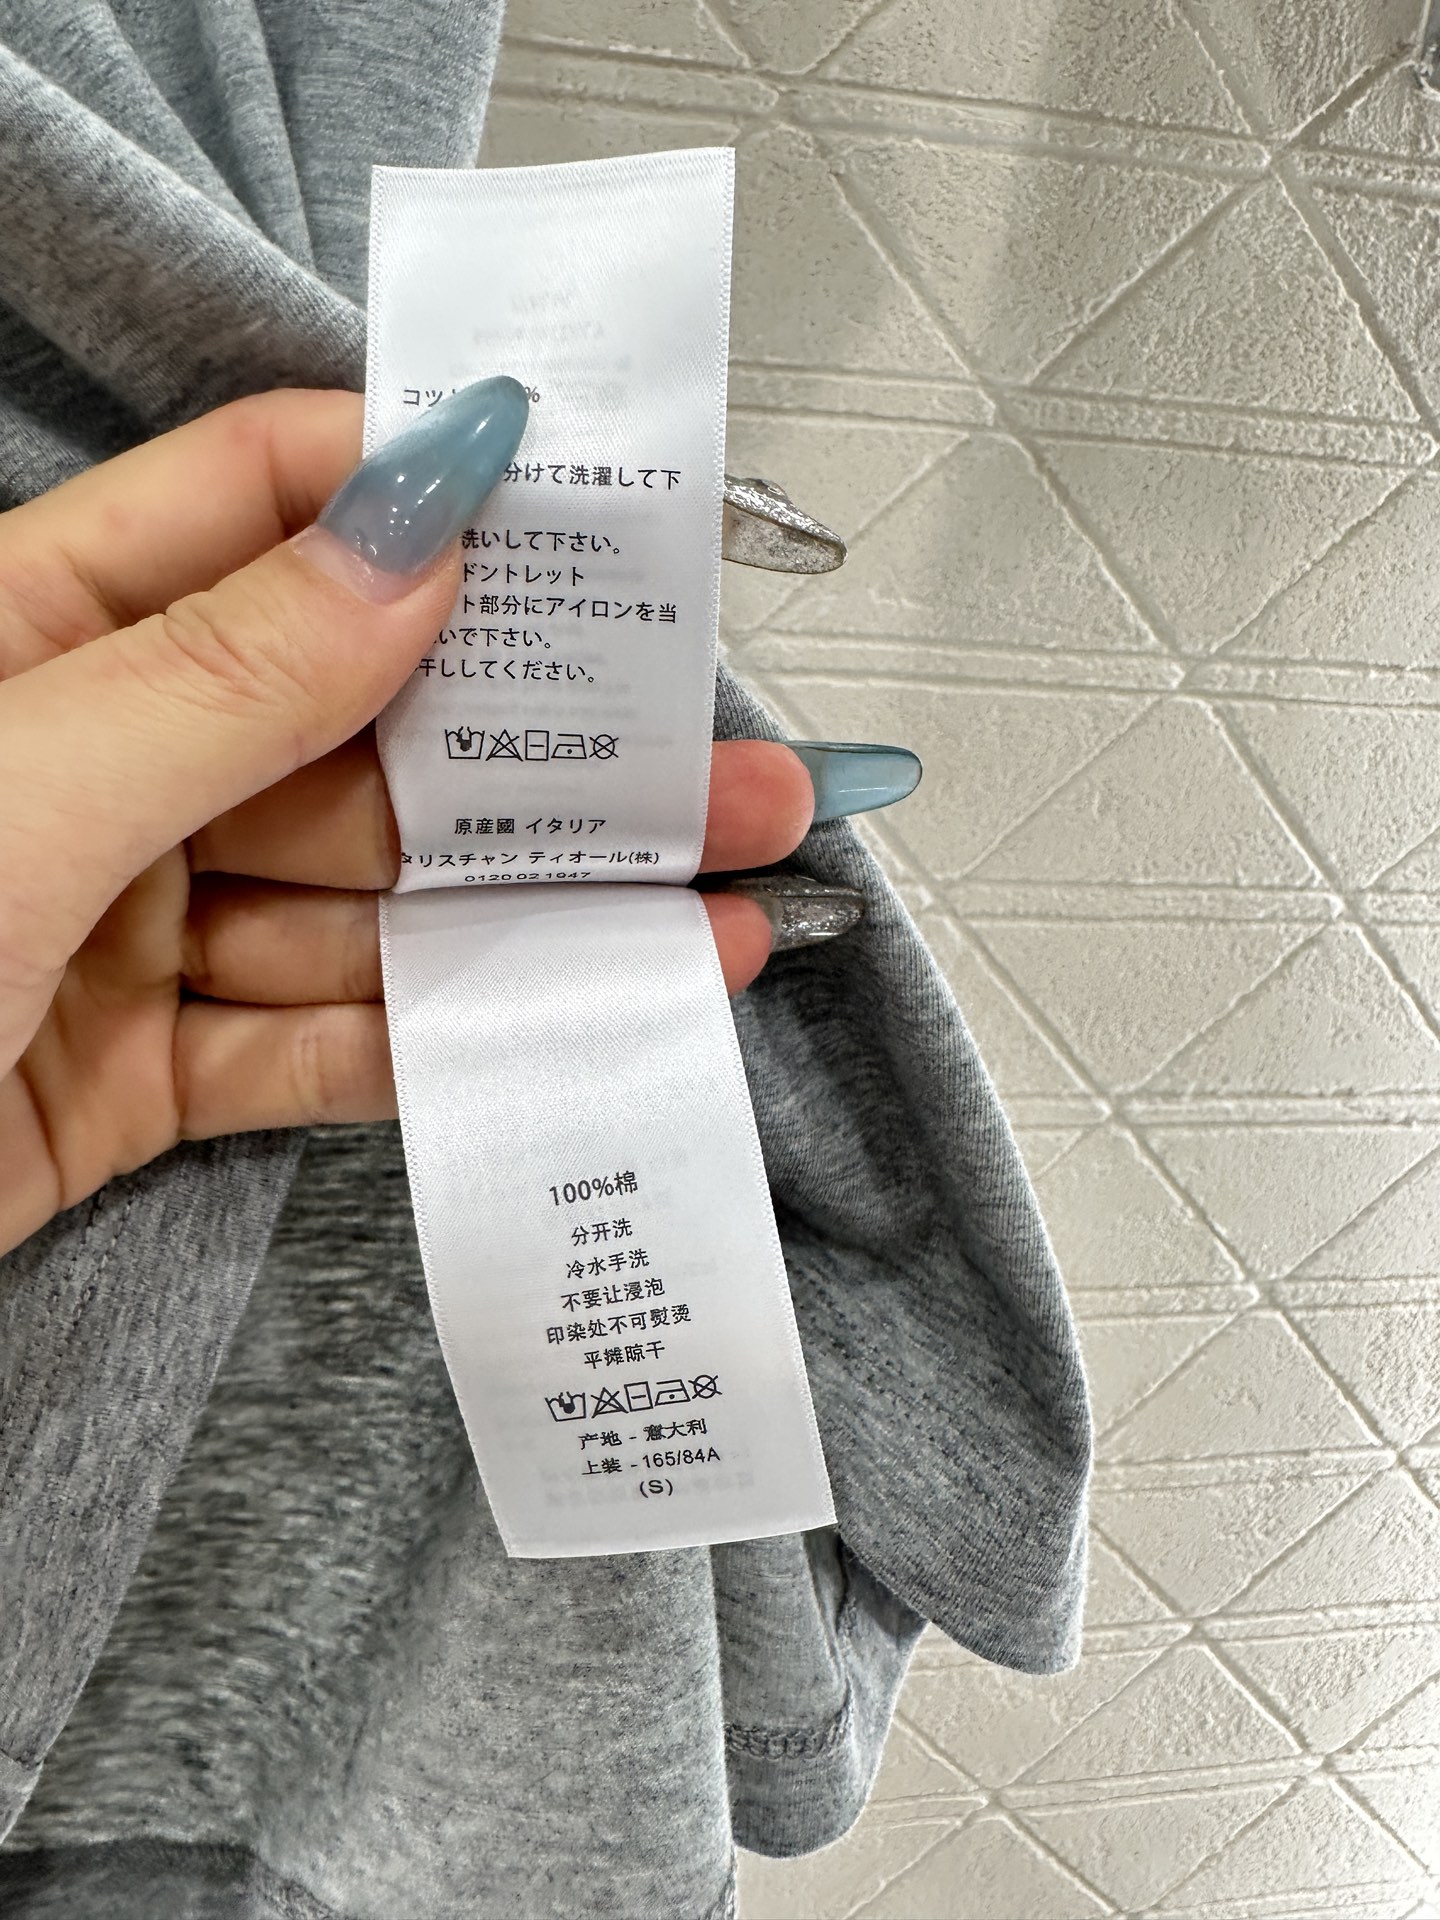 コッ %
分けて洗濯して下
洗いして下さい。
ドントレット
ト部分にアイロンを当
いで下さい。
干ししてください。
原産國 イタリア
タリスチャン ティオール(株)
0120 02 1947
100%棉
分开洗
冷水手洗
不要让浸泡
印染处不可熨烫
平摊晾干
产地 - 意大利
上装 - 165/84A
(S)